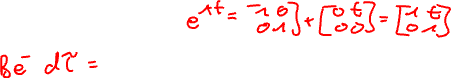 e^{At} = [1 0; 0 1] + [0 t; 0 0] = [1 t; 0 1]
dτ =